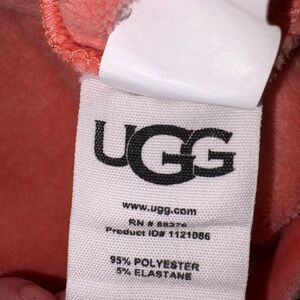 UGG
www.ugg.com
RN # 88276
Product ID# 1121086
95% POLYESTER
5% ELASTANE